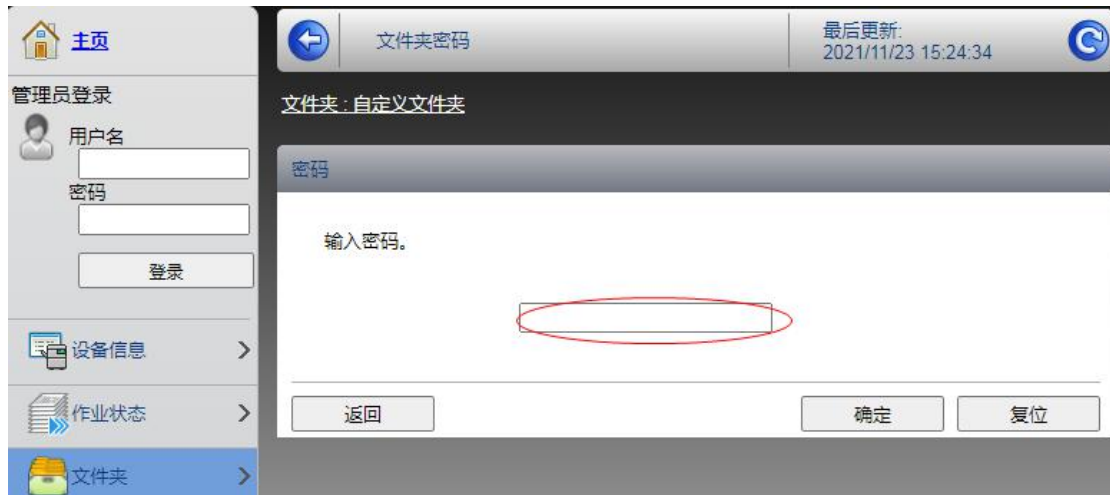 主页
管理员登录
用户名
密码
登录
设备信息
作业状态
文件夹
文件夹密码
最后更新:
2021/11/23 15:24:34
文件夹 : 自定义文件夹
密码
输入密码。
返回
确定
复位